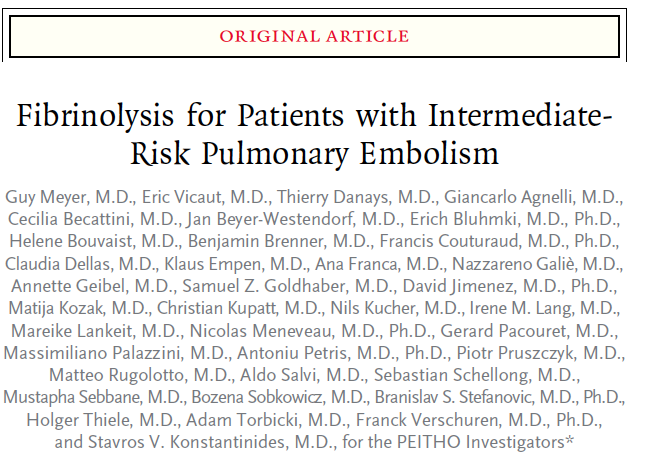 ORIGINAL ARTICLE
Fibrinolysis for Patients with Intermediate-
Risk Pulmonary Embolism
Guy Meyer, M.D., Eric Vicaut, M.D., Thierry Danays, M.D., Giancarlo Agnelli, M.D.,
Cecilia Becattini, M.D., Jan Beyer-Westendorf, M.D., Erich Bluhmki, M.D., Ph.D.,
Helene Bouvaist, M.D., Benjamin Brenner, M.D., Francis Couturaud, M.D., Ph.D.,
Claudia Dellas, M.D., Klaus Empen, M.D., Ana Franca, M.D., Nazzareno Galiè, M.D.,
Annette Geibel, M.D., Samuel Z. Goldhaber, M.D., David Jimenez, M.D., Ph.D.,
Matija Kozak, M.D., Christian Kupatt, M.D., Nils Kucher, M.D., Irene M. Lang, M.D.,
Mareike Lankeit, M.D., Nicolas Meneveau, M.D., Ph.D., Gerard Pacouret, M.D.,
Massimiliano Palazzini, M.D., Antoniu Petris, M.D., Ph.D., Piotr Pruszczyk, M.D.,
Matteo Rugolotto, M.D., Aldo Salvi, M.D., Sebastian Schellong, M.D.,
Mustapha Sebbane, M.D., Bozena Sobkowicz, M.D., Branislav S. Stefanovic, M.D., Ph.D.,
Holger Thiele, M.D., Adam Torbicki, M.D., Franck Verschuren, M.D., Ph.D.,
and Stavros V. Konstantinides, M.D., for the PEITHO Investigators*